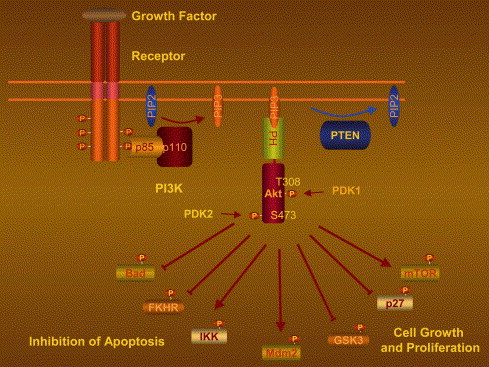 Growth Factor
Receptor
PIP2
PIP3
PIP3
PIP2
P
P
P
P
P
p85
p110
PH
PTEN
PI3K
T308
Akt
P
PDK1
PDK2
P
S473
P
Bad
P
mTOR
P
FKHR
P
p27
P
IKK
P
Mdm2
P
GSK3
Inhibition of Apoptosis
Cell Growth
and Proliferation